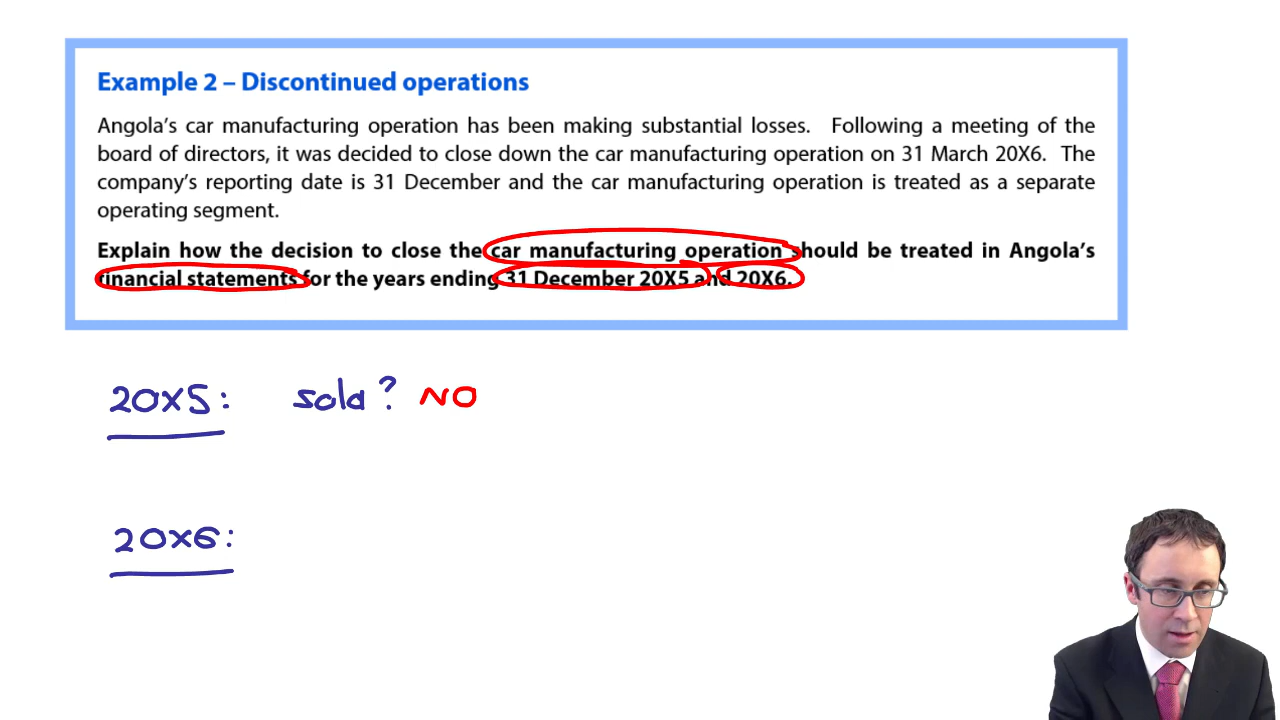 Example 2 – Discontinued operations
Angola's car manufacturing operation has been making substantial losses. Following a meeting of the
board of directors, it was decided to close down the car manufacturing operation on 31 March 20X6. The
company's reporting date is 31 December and the car manufacturing operation is treated as a separate
operating segment.
Explain how the decision to close the car manufacturing operation should be treated in Angola's
financial statements for the years ending 31 December 20X5 and 20X6.
20X5: sold? NO
20X6: